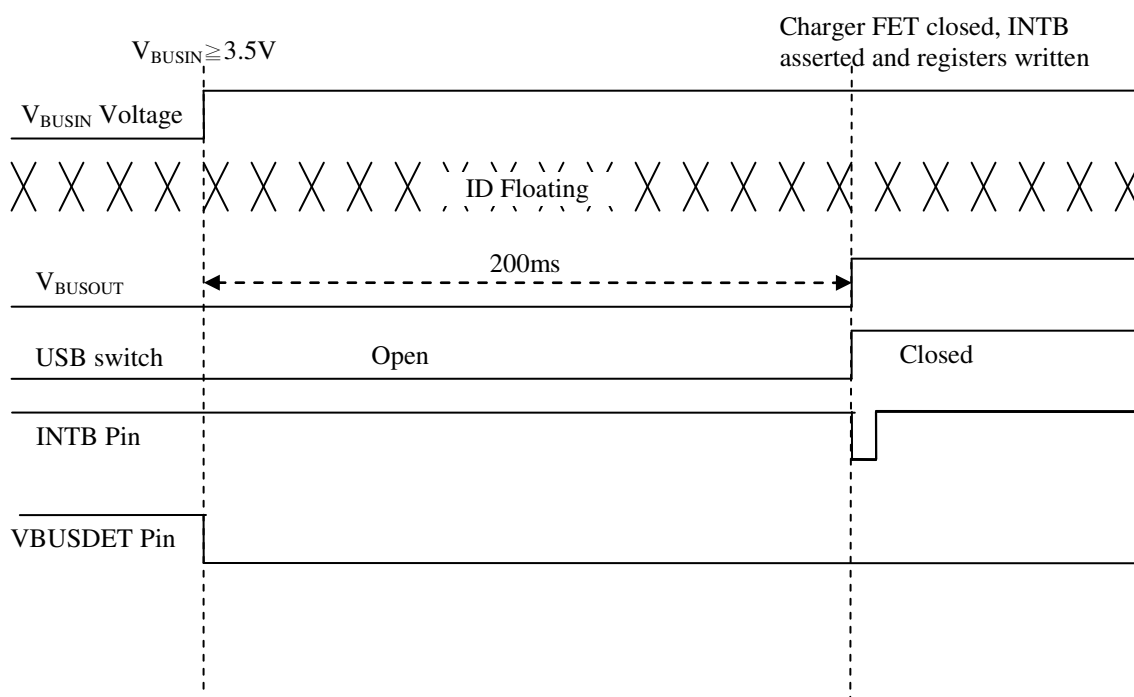 V_BUSIN≧3.5V
Charger FET closed, INTB
asserted and registers written
V_BUSIN Voltage
ID Floating
200ms
V_BUSOUT
USB switch
Open
Closed
INTB Pin
VBUSDET Pin